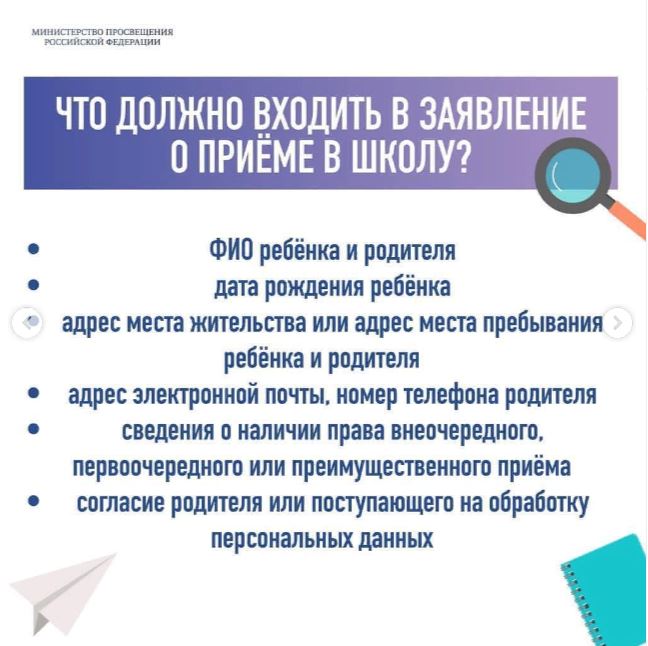 МИНИСТЕРСТВО ПРОСВЕЩЕНИЯ
РОССИЙСКОЙ ФЕДЕРАЦИИ
ЧТО ДОЛЖНО ВХОДИТЬ В ЗАЯВЛЕНИЕ
О ПРИЁМЕ В ШКОЛУ?
• ФИО ребёнка и родителя
• дата рождения ребёнка
• адрес места жительства или адрес места пребывания
ребёнка и родителя
• адрес электронной почты, номер телефона родителя
• сведения о наличии права внеочередного,
первоочередного или преимущественного приёма
• согласие родителя или поступающего на обработку
персональных данных